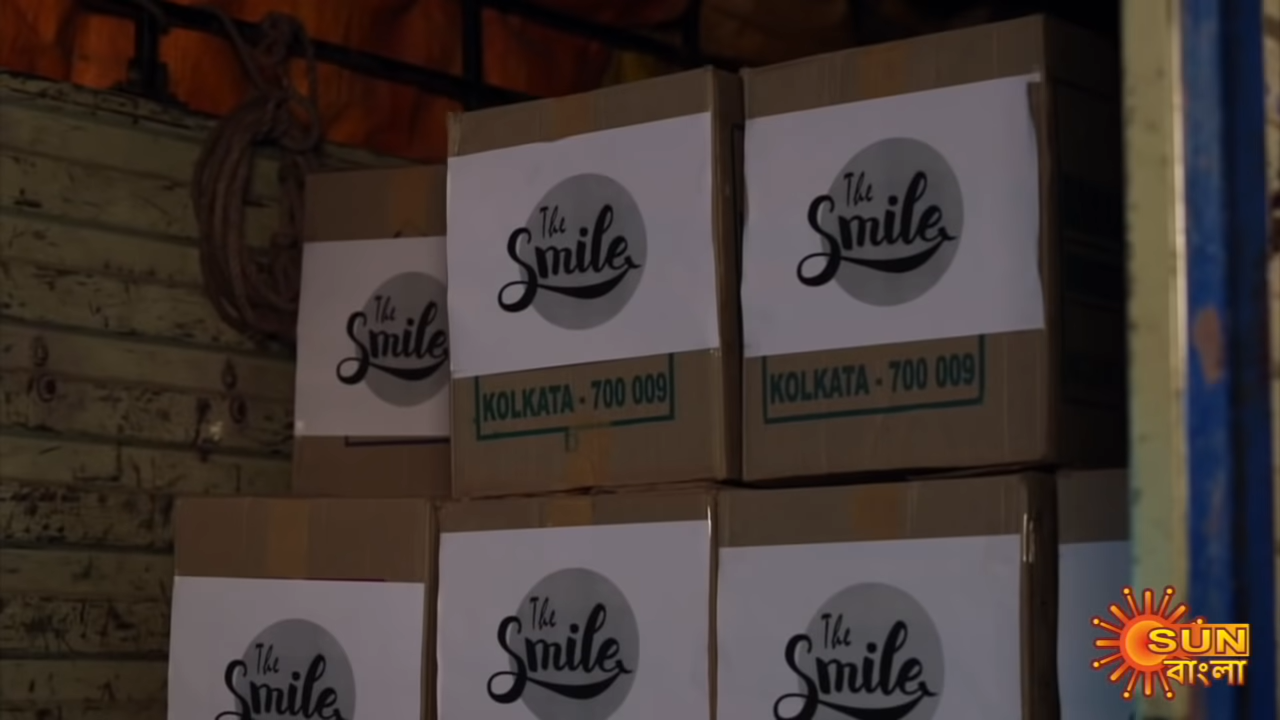 The
Smile
The
Smile
The
Smile
KOLKATA - 700 009
KOLKATA - 700 009
The
Smile
The
Smile
The
Smile
SUN
বাংলা